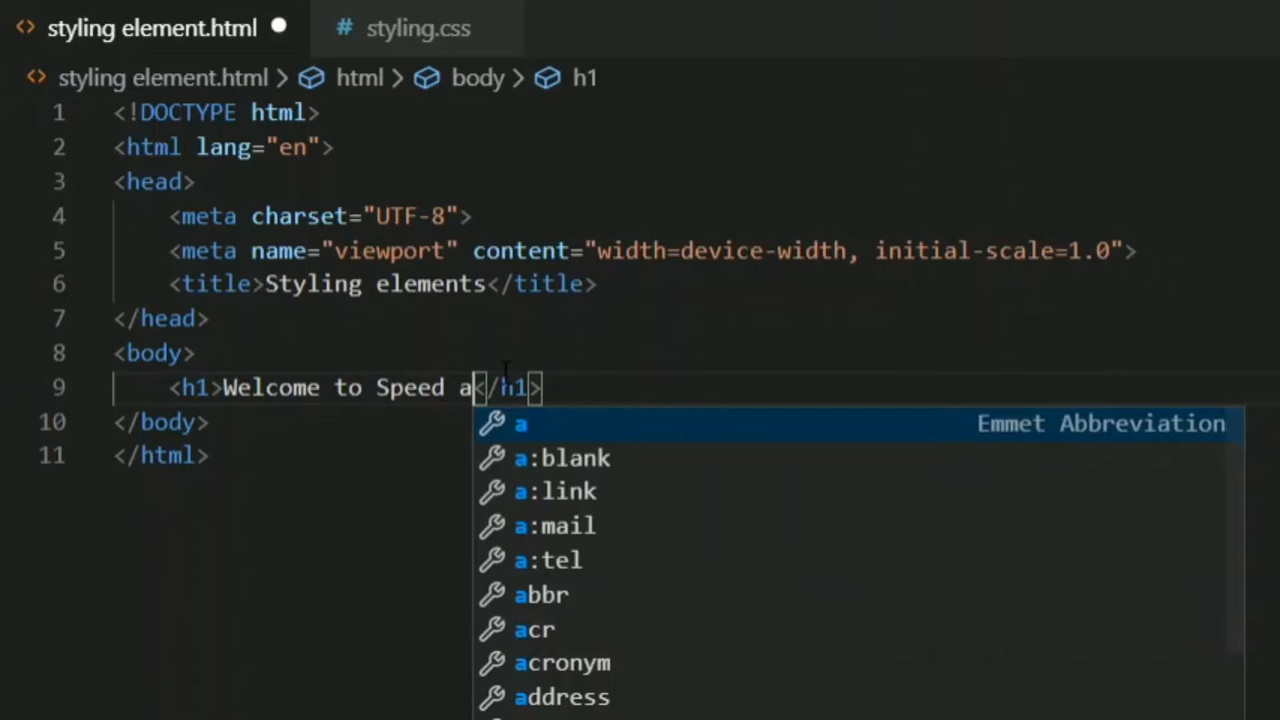 styling element.html styling.css
styling element.html > html > body > h1
1 <!DOCTYPE html>
2 <html lang="en">
3 <head>
4 <meta charset="UTF-8">
5 <meta name="viewport" content="width=device-width, initial-scale=1.0">
6 <title>Styling elements</title>
7 </head>
8 <body>
9 <h1>Welcome to Speed a</h1>
10 </body>
a Emmet Abbreviation
11 </html>
a:blank
a:link
a:mail
a:tel
abbr
acr
acronym
address